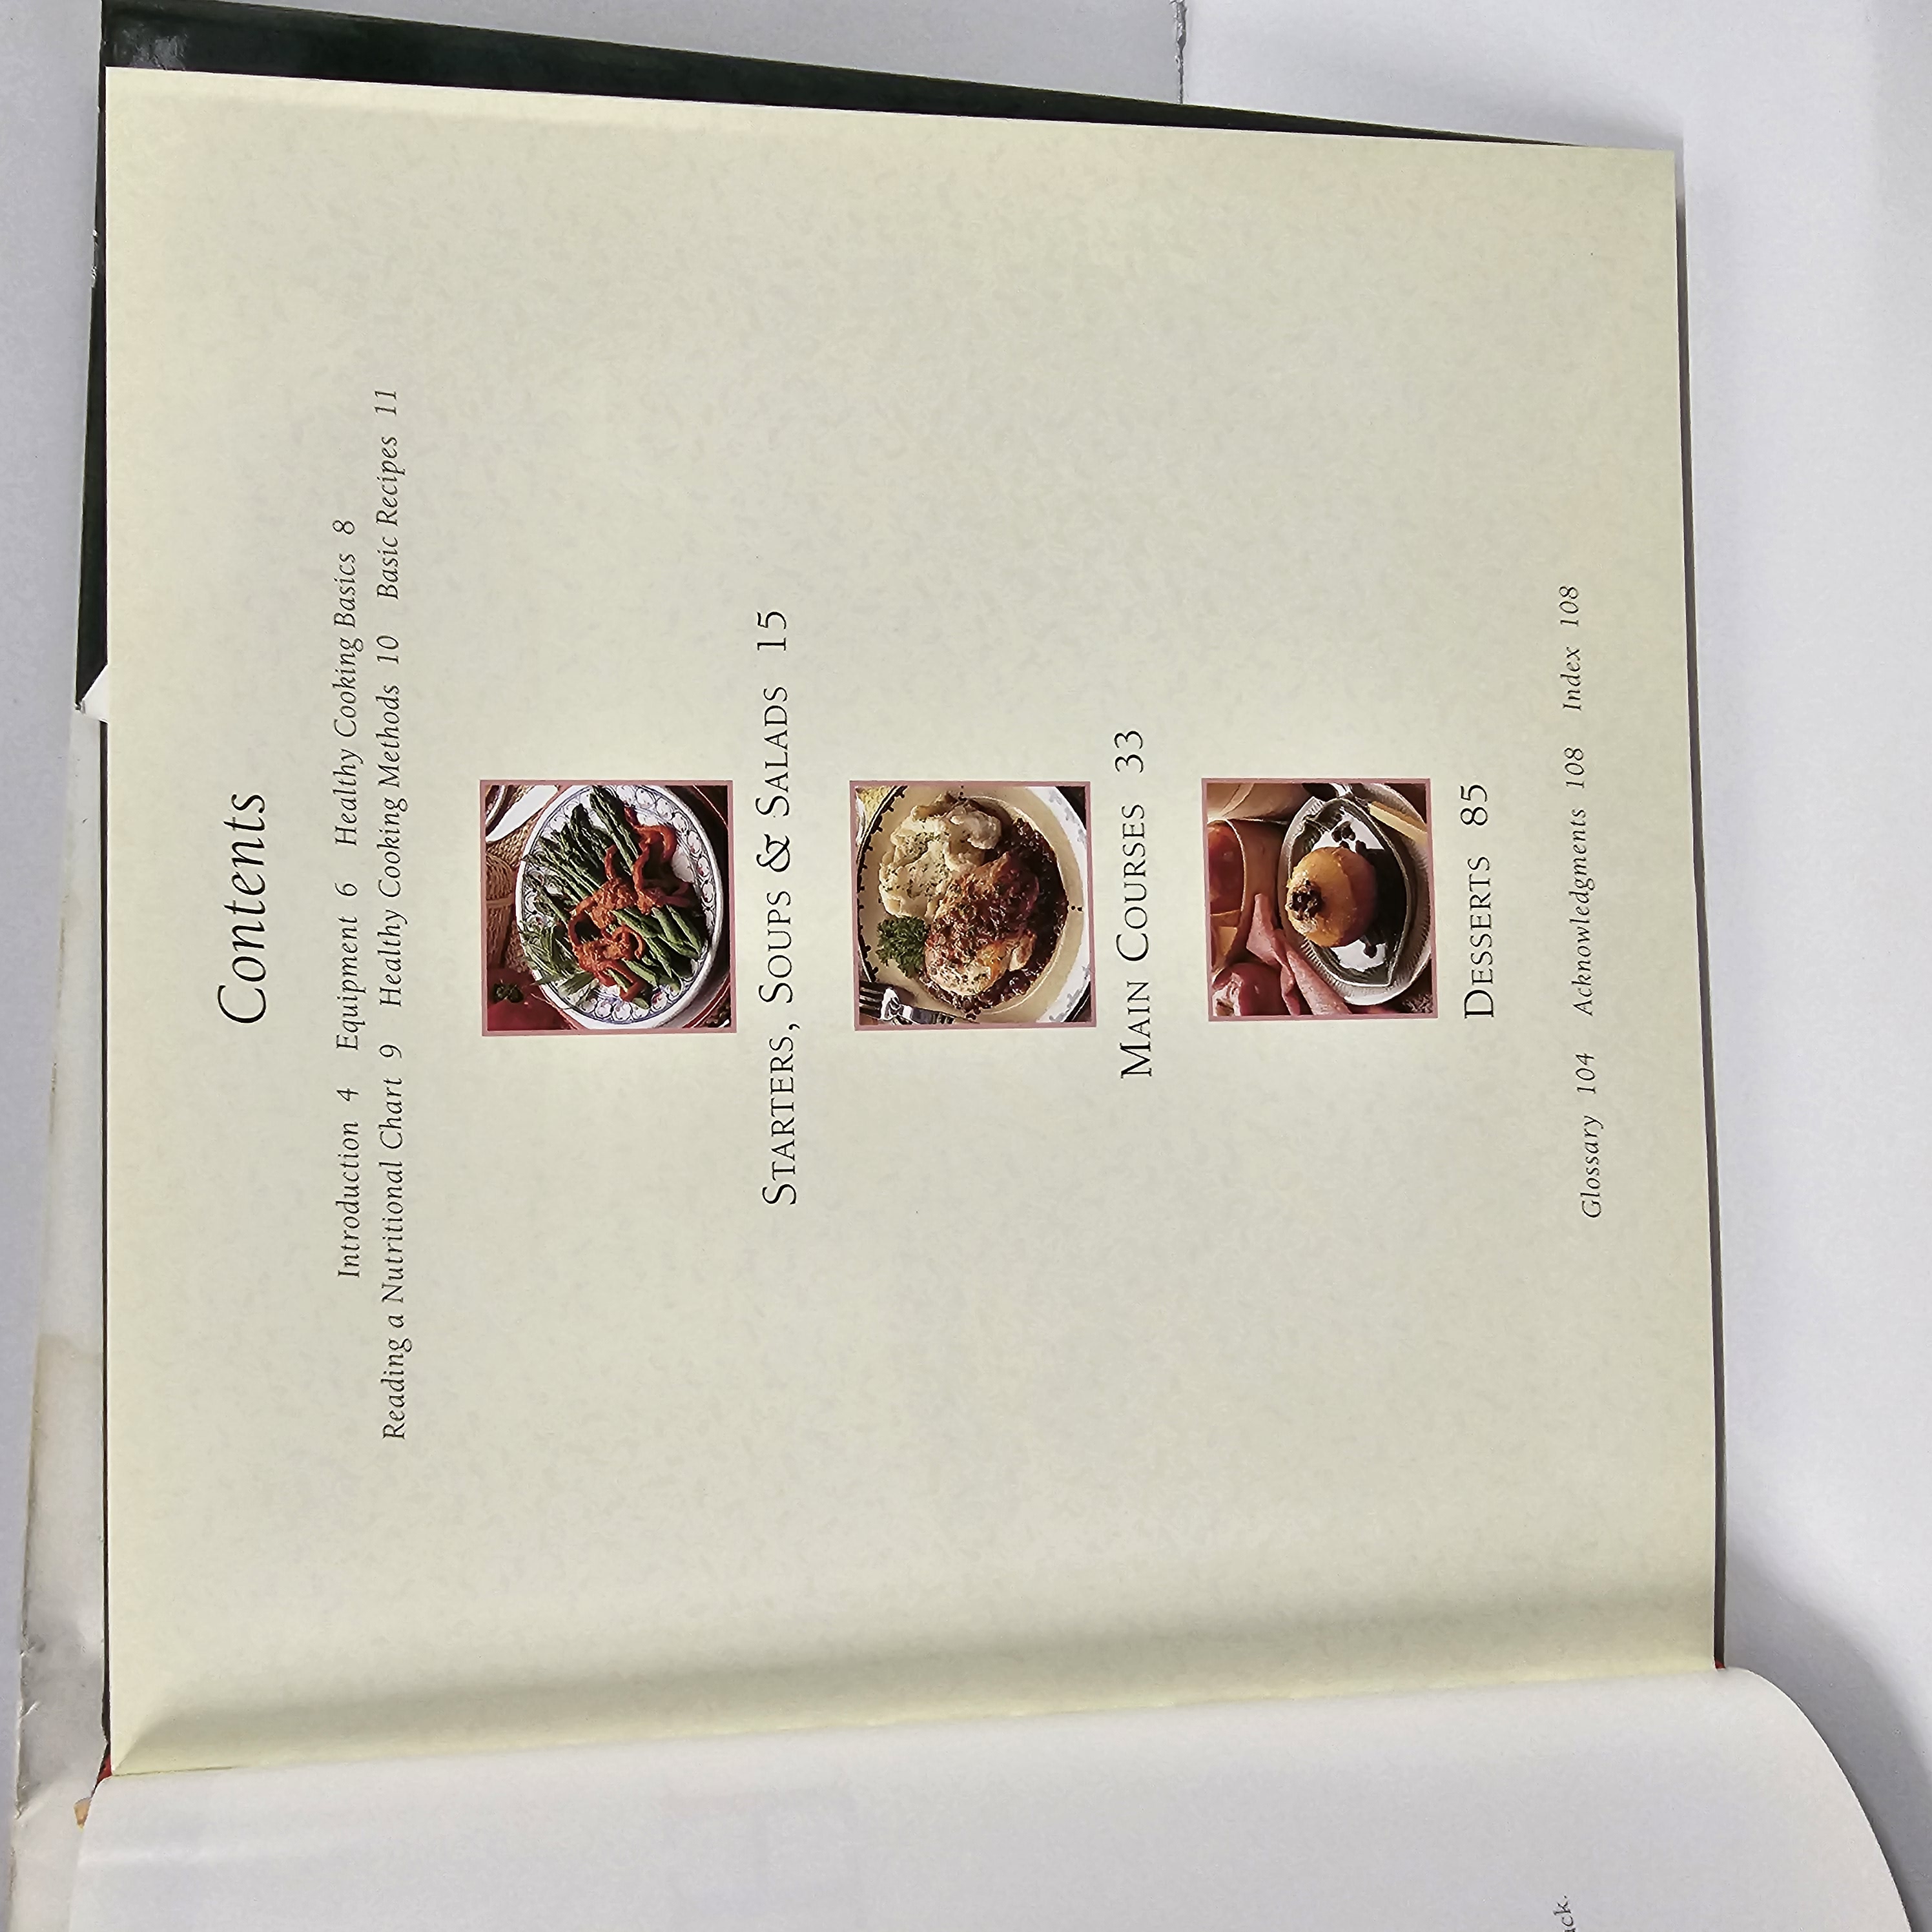 Contents
Introduction 4 Equipment 6 Healthy Cooking Basics 8
Reading a Nutritional Chart 9 Healthy Cooking Methods 10 Basic Recipes 11
STARTERS, SOUPS & SALADS 15
MAIN COURSES 33
DESSERTS 85
Glossary 104 Acknowledgments 108 Index 108